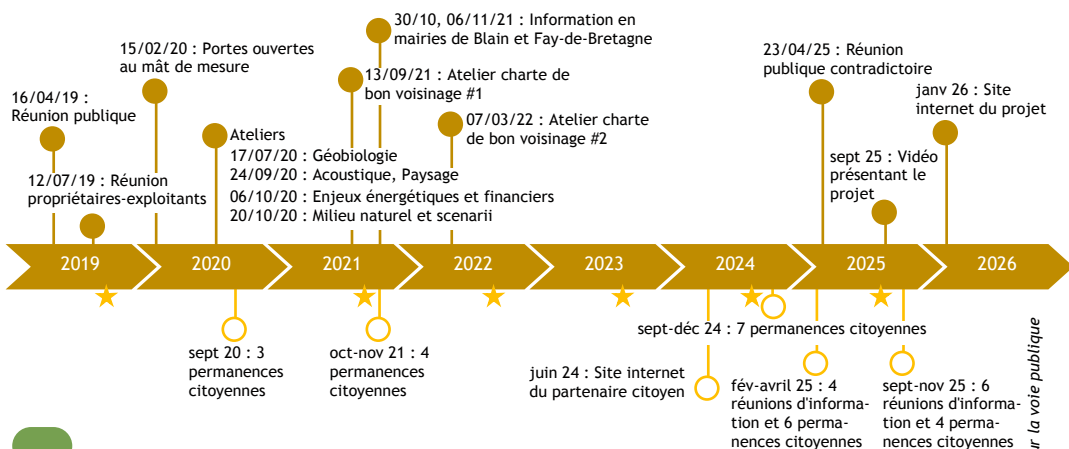 30/10, 06/11/21 : Information en
mairies de Blain et Fay-de-Bretagne
15/02/20 : Portes ouvertes
au mât de mesure
23/04/25 : Réunion
publique contradictoire
13/09/21 : Atelier charte de
bon voisinage #1
16/04/19 :
Réunion publique
janv 26 : Site
internet du projet
07/03/22 : Atelier charte
de bon voisinage #2
Ateliers
17/07/20 : Géobiologie
24/09/20 : Acoustique, Paysage
06/10/20 : Enjeux énergétiques et financiers
20/10/20 : Milieu naturel et scenarii
12/07/19 : Réunion
propriétaires-exploitants
sept 25 : Vidéo
présentant le
projet
2019
2020
2021
2022
2023
2024
2025
2026
sept 20 : 3
permanences
citoyennes
oct-nov 21 : 4
permanences
citoyennes
sept-déc 24 : 7 permanences citoyennes
juin 24 : Site internet
du partenaire citoyen
fév-avril 25 : 4
réunions d'informa-
tion et 6 perma-
nences citoyennes
sept-nov 25 : 6
réunions d'informa-
tion et 4 perma-
nences citoyennes
la voie publique